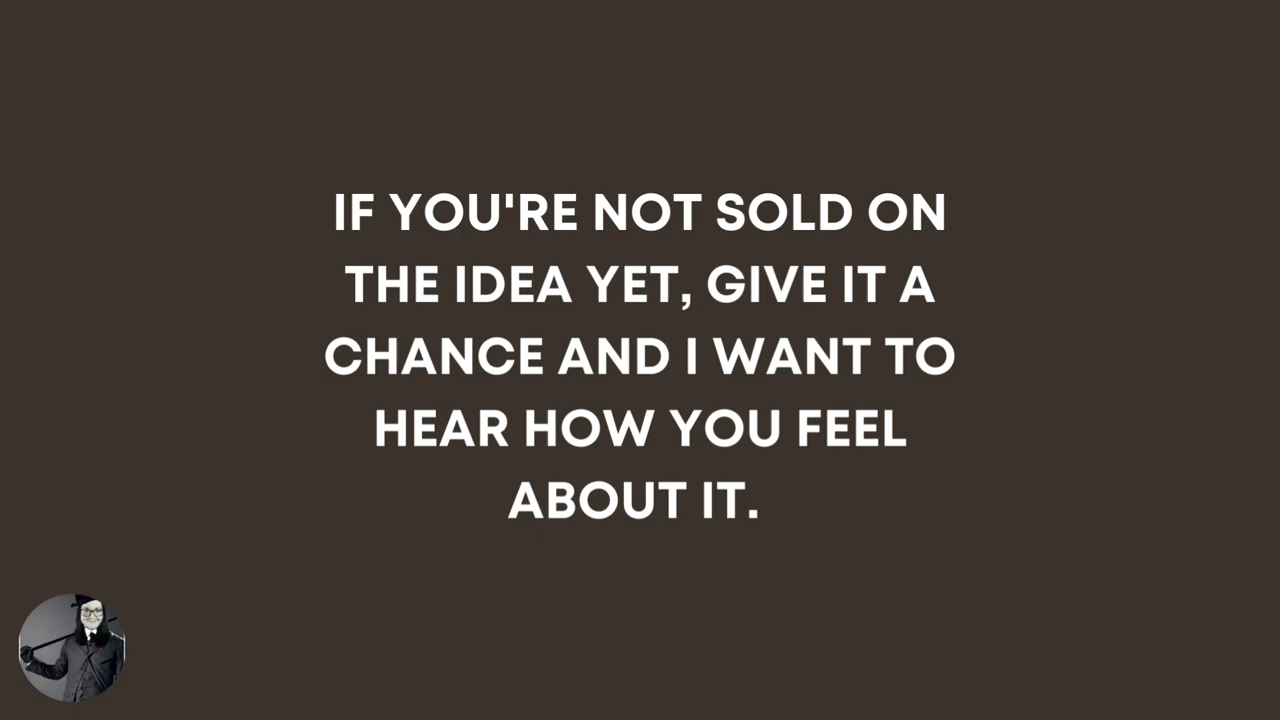 IF YOU'RE NOT SOLD ON
THE IDEA YET, GIVE IT A
CHANCE AND I WANT TO
HEAR HOW YOU FEEL
ABOUT IT.